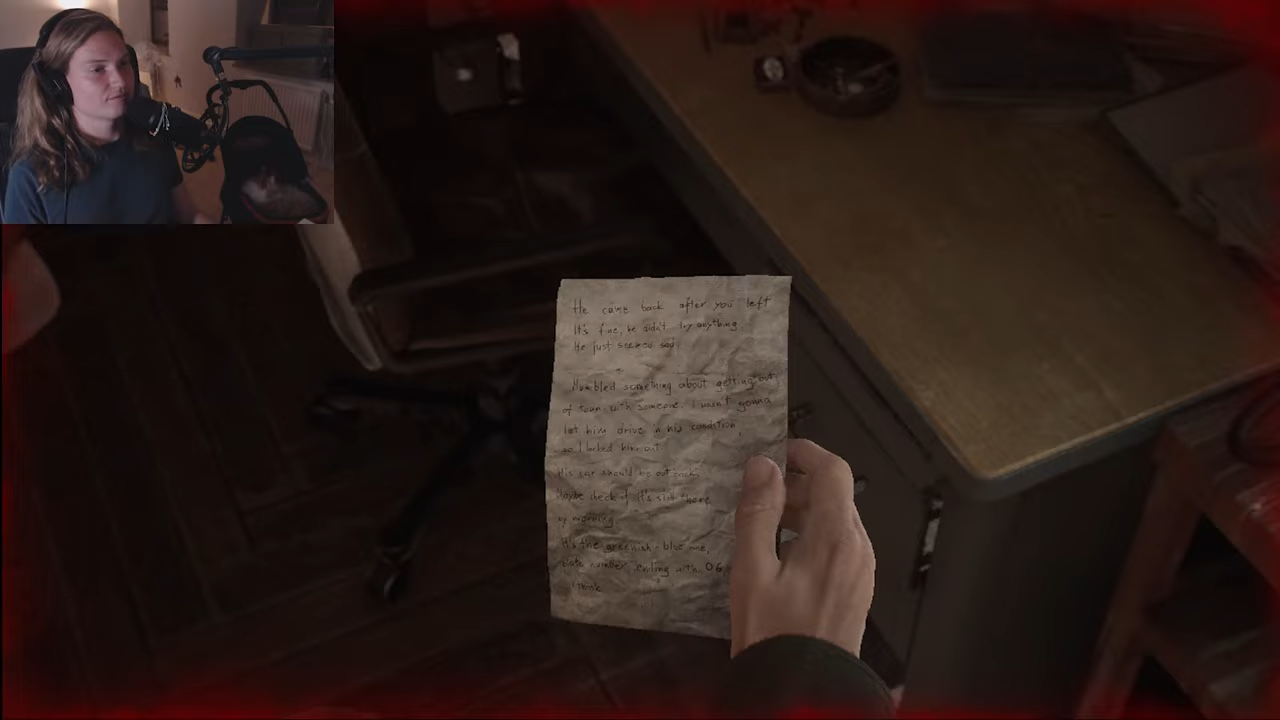 He came back after you left
It's fine, he didn't try anything.
He just seemed sad.
Mumbled something about getting out
of town with someone. I wasn't gonna
let him drive in his condition,
so I locked him out.
His car should be out back.
Maybe check if it's still there
by morning.
It's the greenish-blue one,
plate number ending with 06
I think